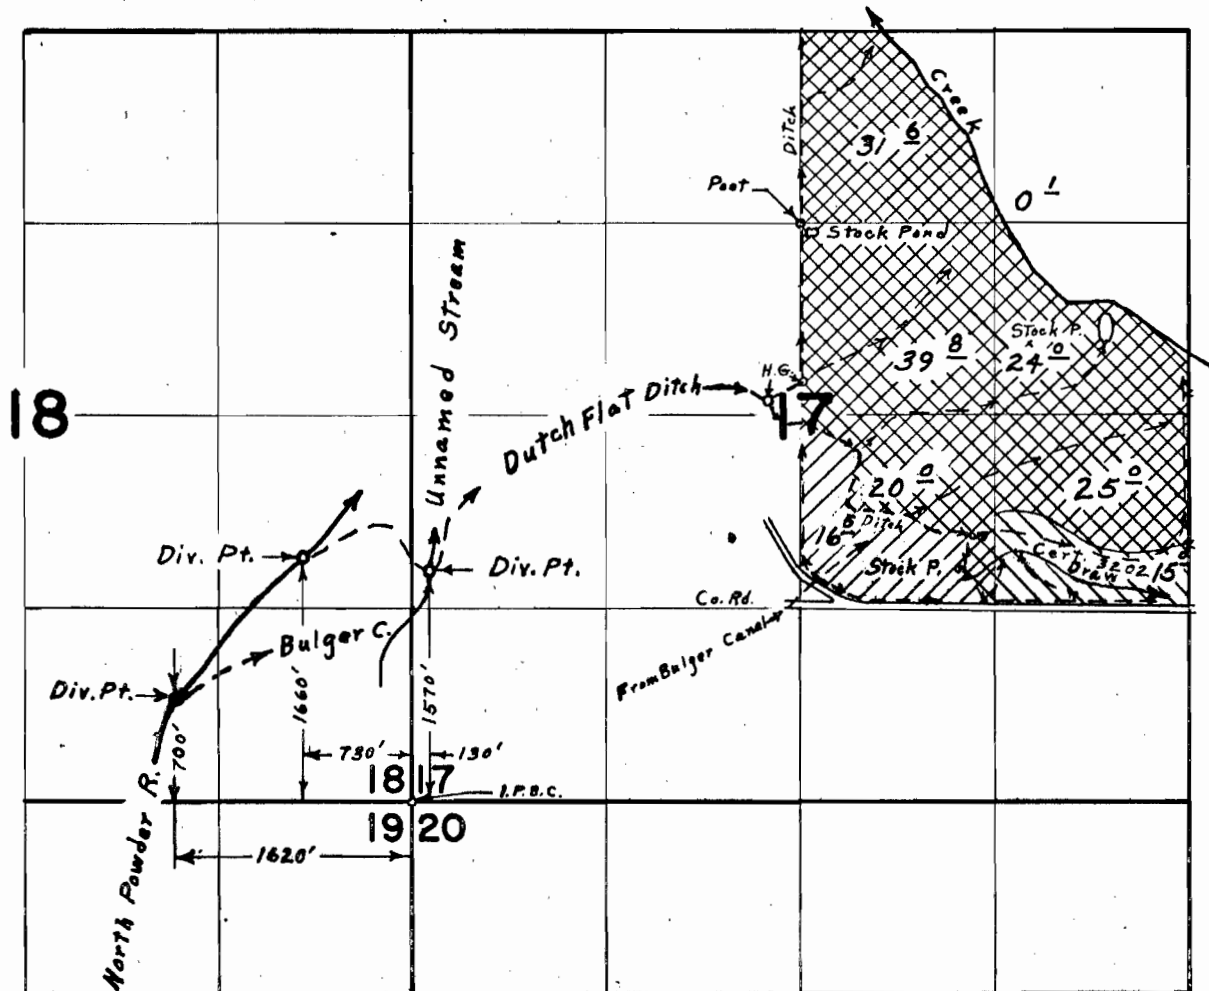 Creek
Ditch
31 6
Post
0 1
Stock Pond
Unnamed Stream
Stock P.
39 8
24 0
H.G.
18
Dutch Flat Ditch
17
20 0
25 0
16 5
Ditch
Div. Pt.
Div. Pt.
Cert. 3202
Draw
15
Stock P.
Co. Rd.
Bulger C.
From Bulger Canal
Div. Pt.
1660'
1570'
700'
730'
130'
18 17
I.P.B.C.
19 20
1620'
North Powder R.